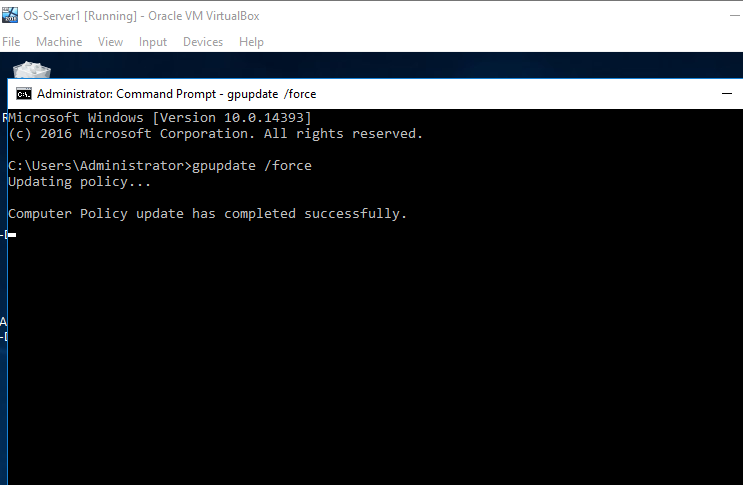 OS-Server1 [Running] - Oracle VM VirtualBox
File Machine View Input Devices Help
Administrator: Command Prompt - gpupdate /force
Microsoft Windows [Version 10.0.14393]
(c) 2016 Microsoft Corporation. All rights reserved.
C:\Users\Administrator>gpupdate /force
Updating policy...
Computer Policy update has completed successfully.